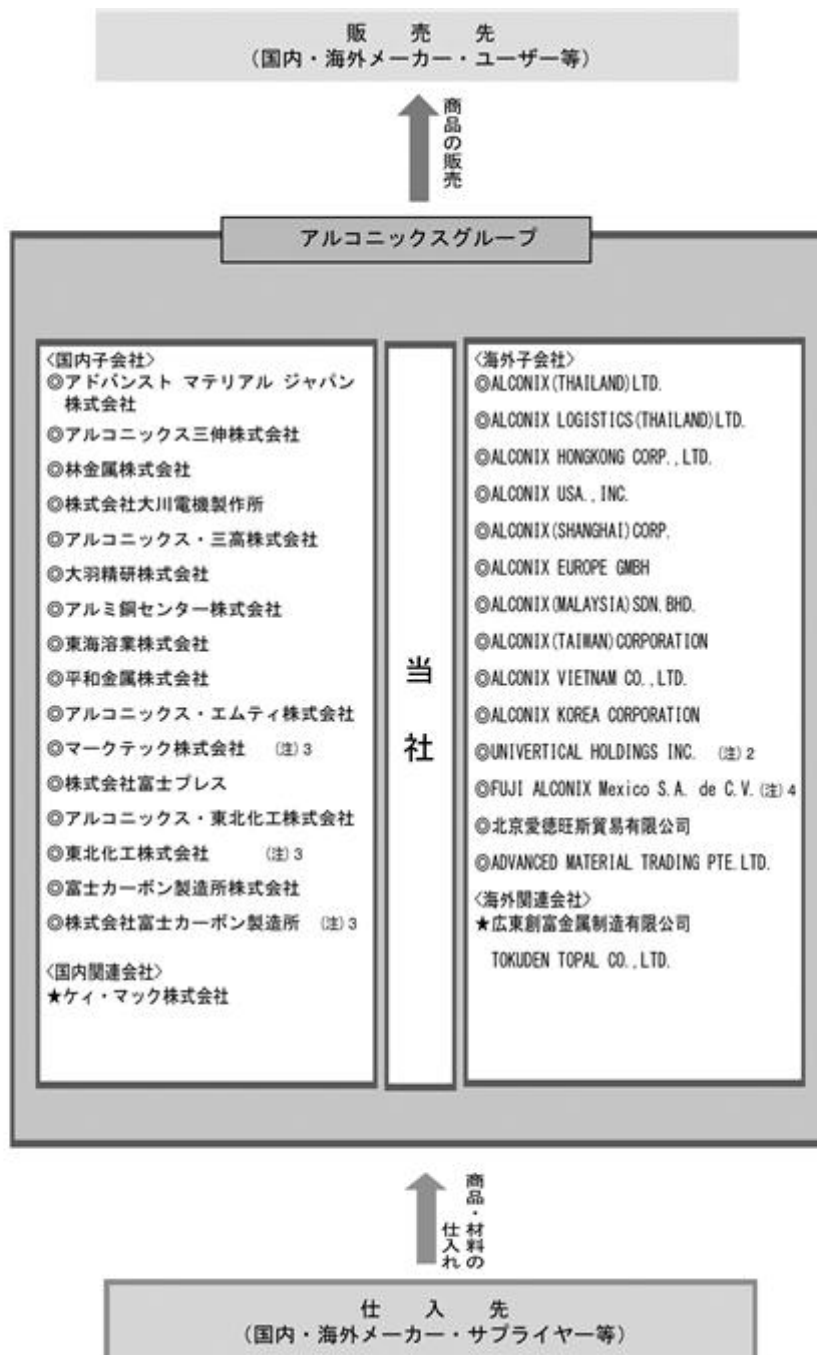 販 売 先
（国内・海外メーカー・ユーザー等）
商品の販売
アルコニックスグループ
〈国内子会社〉
◎アドバンスト マテリアル ジャパン
株式会社
◎アルコニックス三伸株式会社
◎林金属株式会社
◎株式会社大川電機製作所
◎アルコニックス・三高株式会社
◎大羽精研株式会社
◎アルミ銅センター株式会社
◎東海溶業株式会社
◎平和金属株式会社
◎アルコニックス・エムティ株式会社
◎マークテック株式会社 (注)3
◎株式会社富士プレス
◎アルコニックス・東北化工株式会社
◎東北化工株式会社 (注)3
◎富士カーボン製造所株式会社
◎株式会社富士カーボン製造所 (注)3
〈国内関連会社〉
★ケィ・マック株式会社
当社
〈海外子会社〉
◎ALCONIX(THAILAND)LTD.
◎ALCONIX LOGISTICS(THAILAND)LTD.
◎ALCONIX HONGKONG CORP.,LTD.
◎ALCONIX USA.,INC.
◎ALCONIX(SHANGHAI)CORP.
◎ALCONIX EUROPE GMBH
◎ALCONIX(MALAYSIA)SDN.BHD.
◎ALCONIX(TAIWAN)CORPORATION
◎ALCONIX VIETNAM CO.,LTD.
◎ALCONIX KOREA CORPORATION
◎UNIVERTICAL HOLDINGS INC. (注)2
◎FUJI ALCONIX Mexico S.A. de C.V.(注)4
◎北京愛徳旺斯貿易有限公司
◎ADVANCED MATERIAL TRADING PTE.LTD.
〈海外関連会社〉
★広東創富金属制造有限公司
TOKUDEN TOPAL CO.,LTD.
商品・材料の
仕入れ
仕 入 先
（国内・海外メーカー・サプライヤー等）